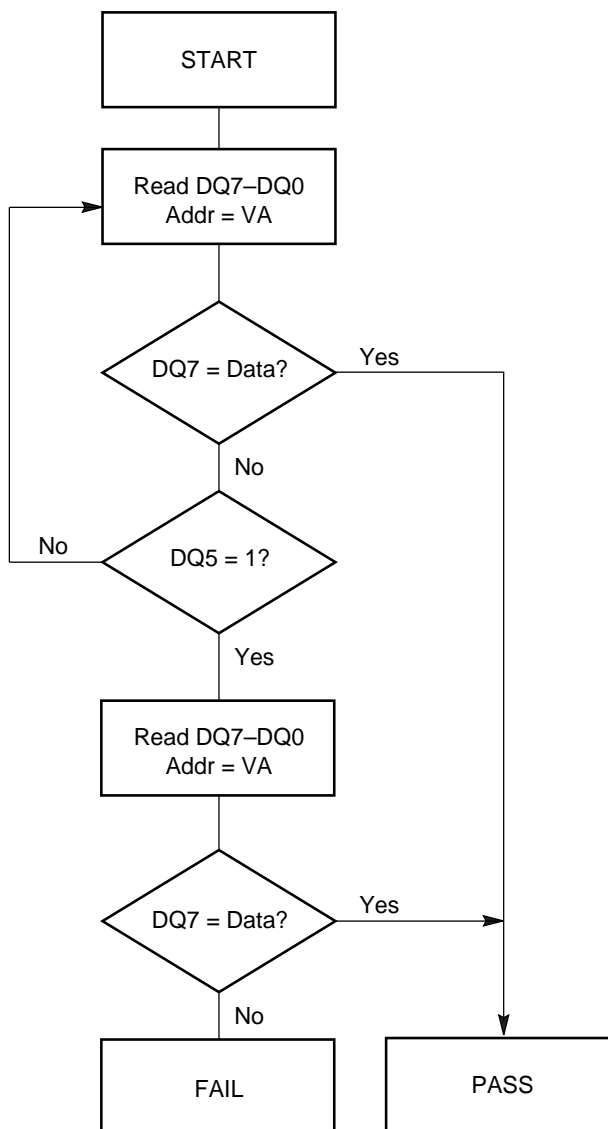 START
Read DQ7–DQ0
Addr = VA
DQ7 = Data?
Yes
No
No
DQ5 = 1?
Yes
Read DQ7–DQ0
Addr = VA
DQ7 = Data?
Yes
No
FAIL
PASS